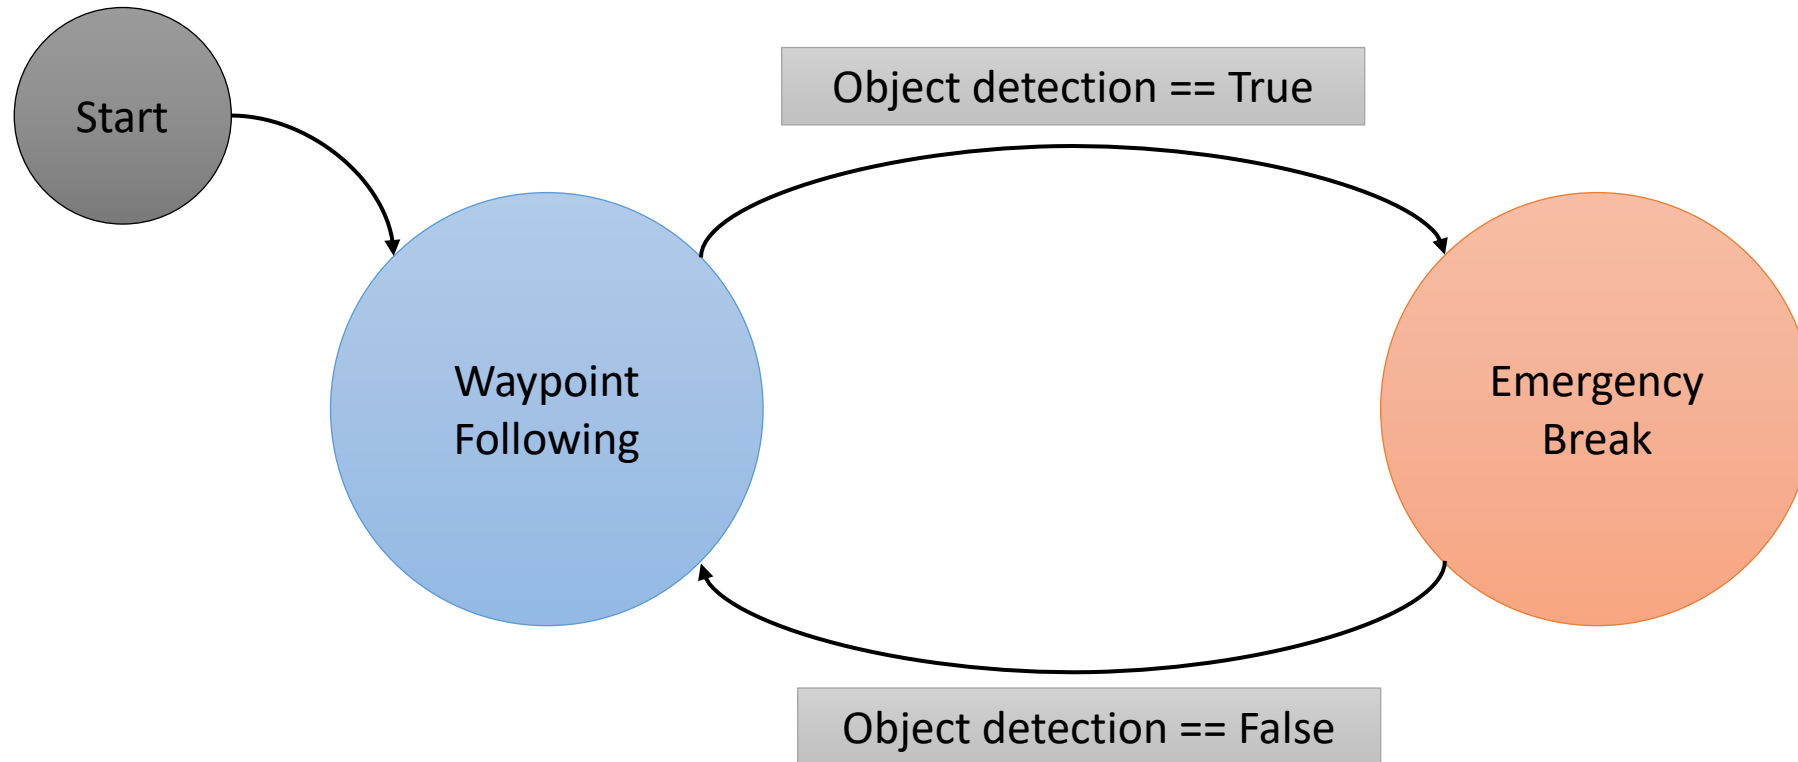 Start
Object detection == True
Waypoint
Following
Emergency
Break
Object detection == False